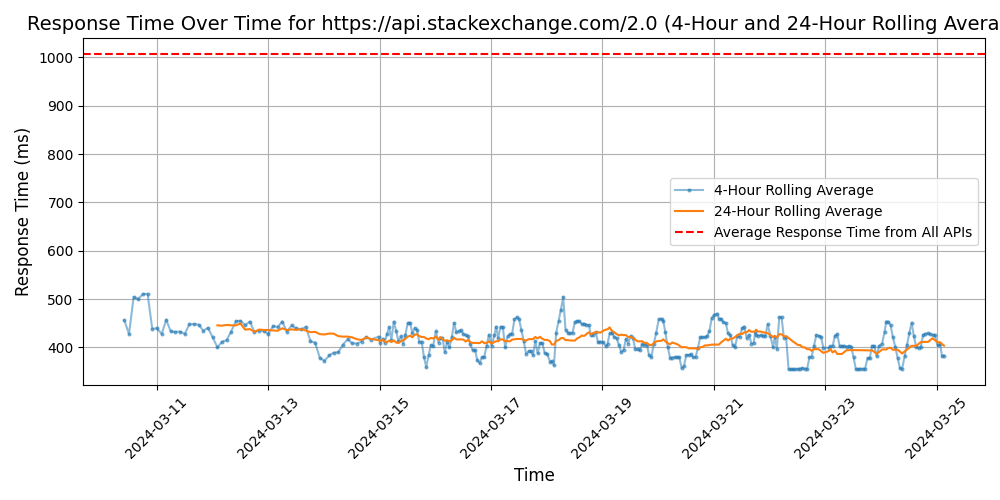 Response Time Over Time for https://api.stackexchange.com/2.0 (4-Hour and 24-Hour Rolling Avera
1000
900
800
700
600
500
400
Response Time (ms)
4-Hour Rolling Average
24-Hour Rolling Average
Average Response Time from All APIs
2024-03-11
2024-03-13
2024-03-15
2024-03-17
2024-03-19
2024-03-21
2024-03-23
2024-03-25
Time